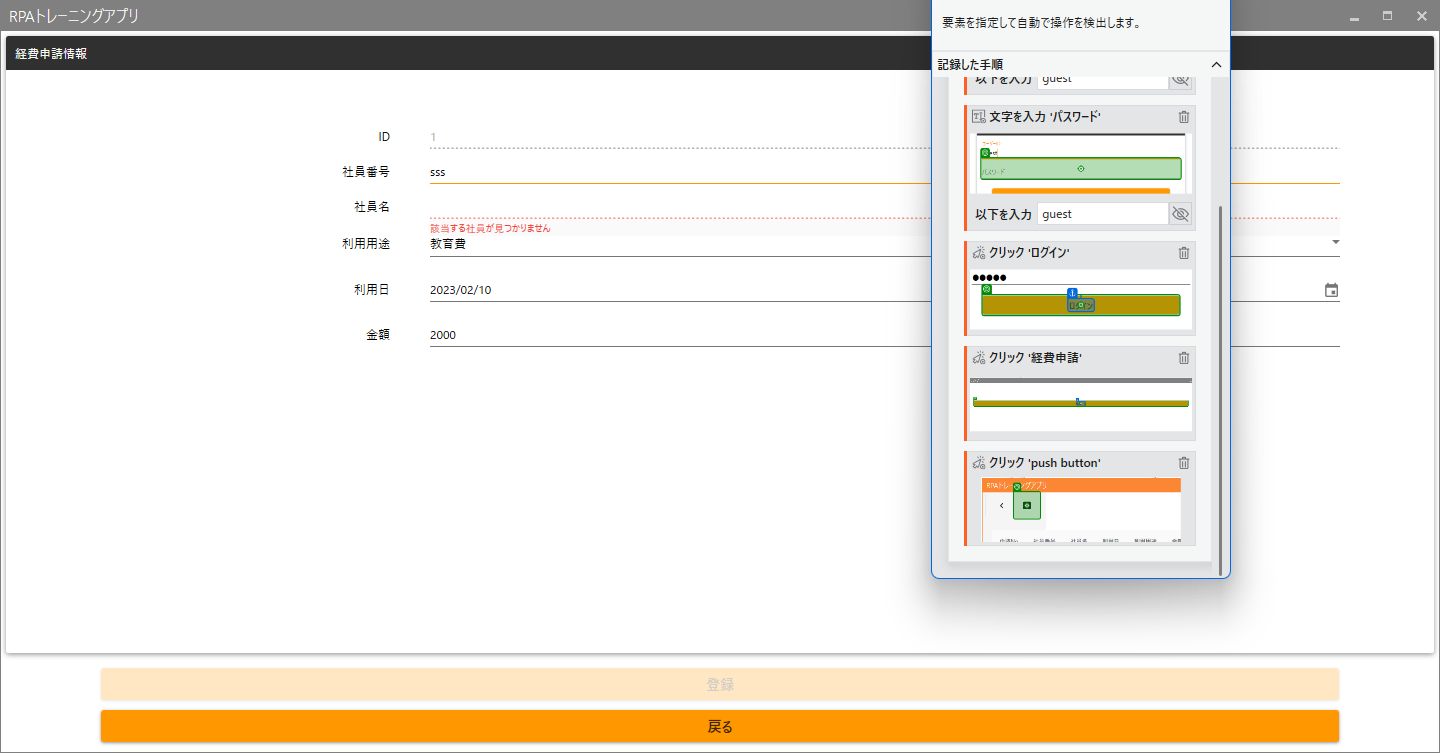 RPAトレーニングアプリ
経費申請情報
ID
1
社員番号
sss
社員名
該当する社員が見つかりません
利用用途
教育費
利用日
2023/02/10
金額
2000
登録
戻る
要素を指定して自動で操作を検出します。
記録した手順
以下を入力
guest
文字を入力 'パスワード'
パスワード
以下を入力
guest
クリック 'ログイン'
ログイン
クリック '経費申請'
クリック 'push button'
RPAトレーニングアプリ